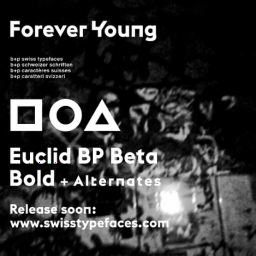 Forever Young
b+p swiss typefaces
b+p schweizer schriften
b+p caractères suisses
b+p caratteri svizzeri
Euclid BP Beta
Bold + Alternates
Release soon:
www.swisstypefaces.com